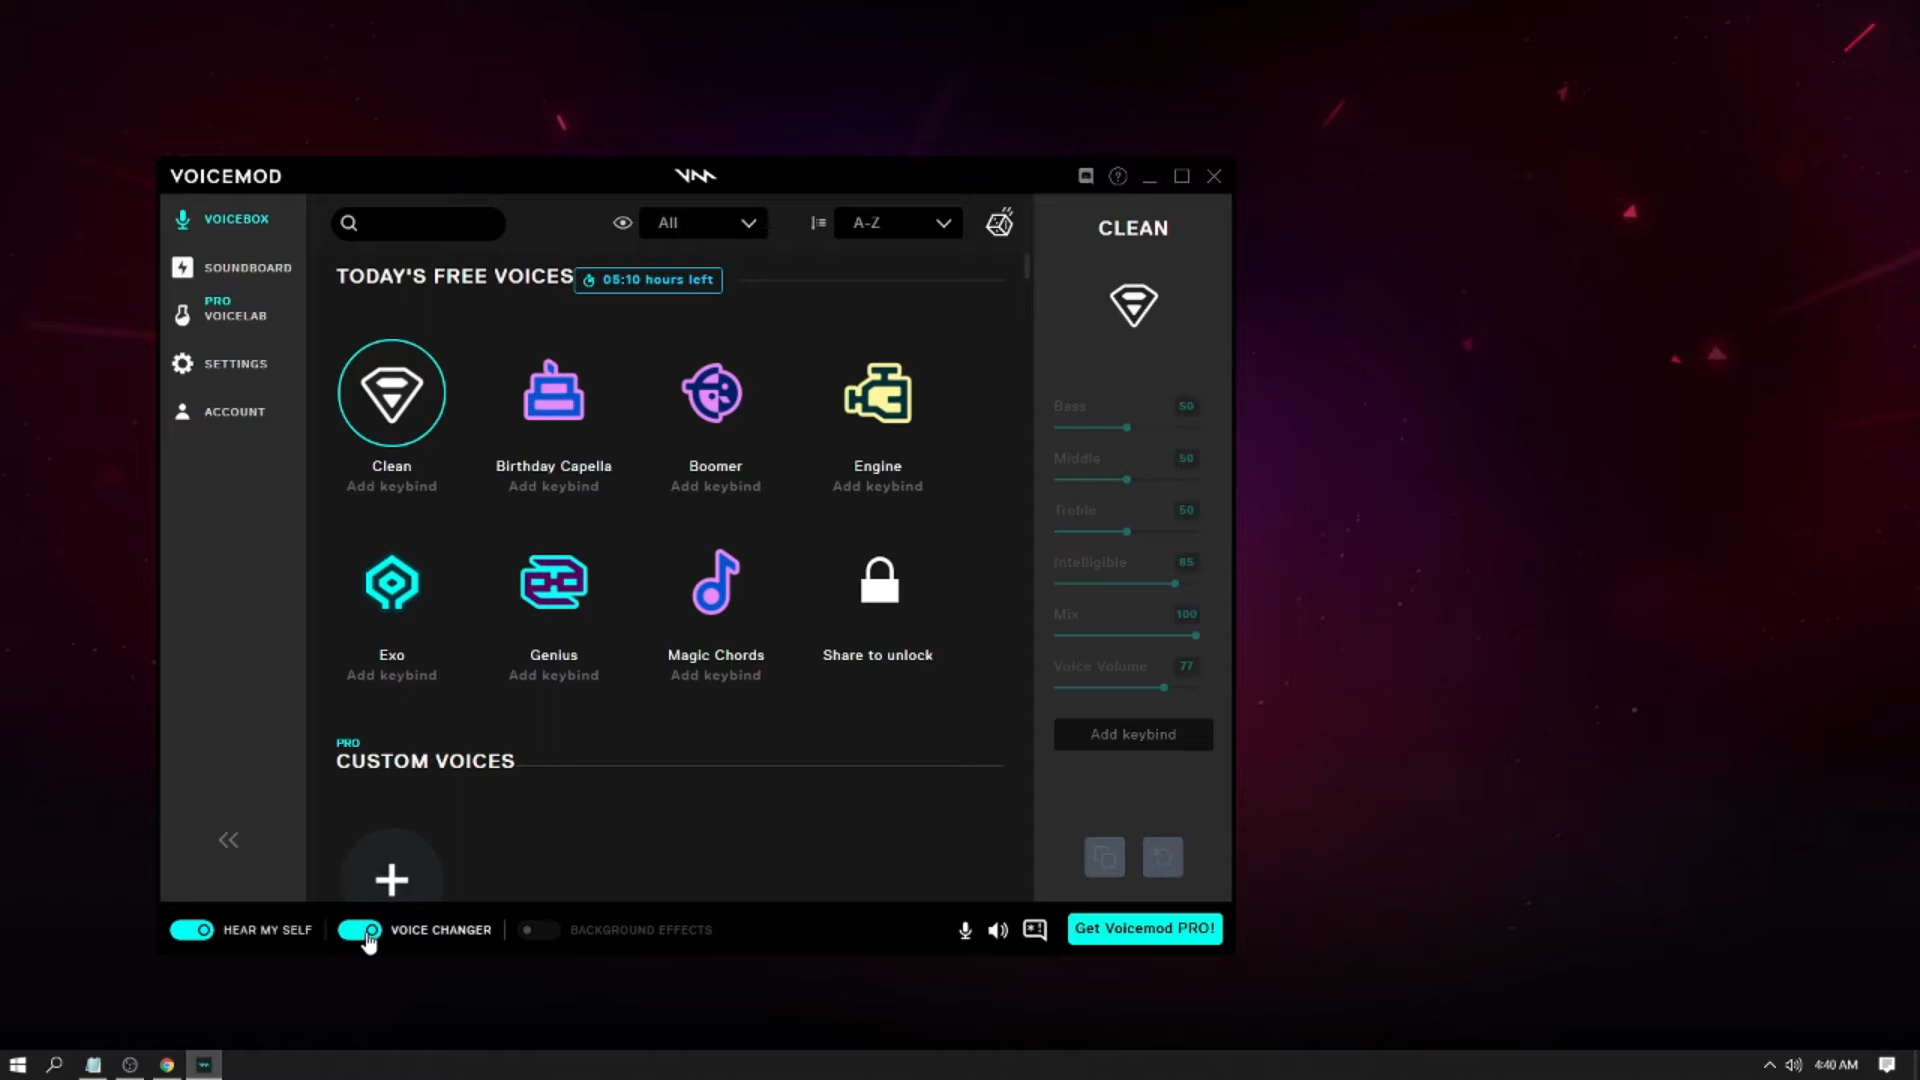 VOICEMOD
VOICEBOX
SOUNDBOARD
PRO
VOICELAB
SETTINGS
ACCOUNT
All
A-Z
TODAY'S FREE VOICES
05:10 hours left
Clean
Add keybind
Birthday Capella
Add keybind
Boomer
Add keybind
Engine
Add keybind
Exo
Add keybind
Genius
Add keybind
Magic Chords
Add keybind
Share to unlock
PRO
CUSTOM VOICES
CLEAN
Bass 50
Middle 50
Treble 50
Intelligible 85
Mix 100
Voice Volume 77
Add keybind
HEAR MY SELF
VOICE CHANGER
BACKGROUND EFFECTS
Get Voicemod PRO!
4:40 AM